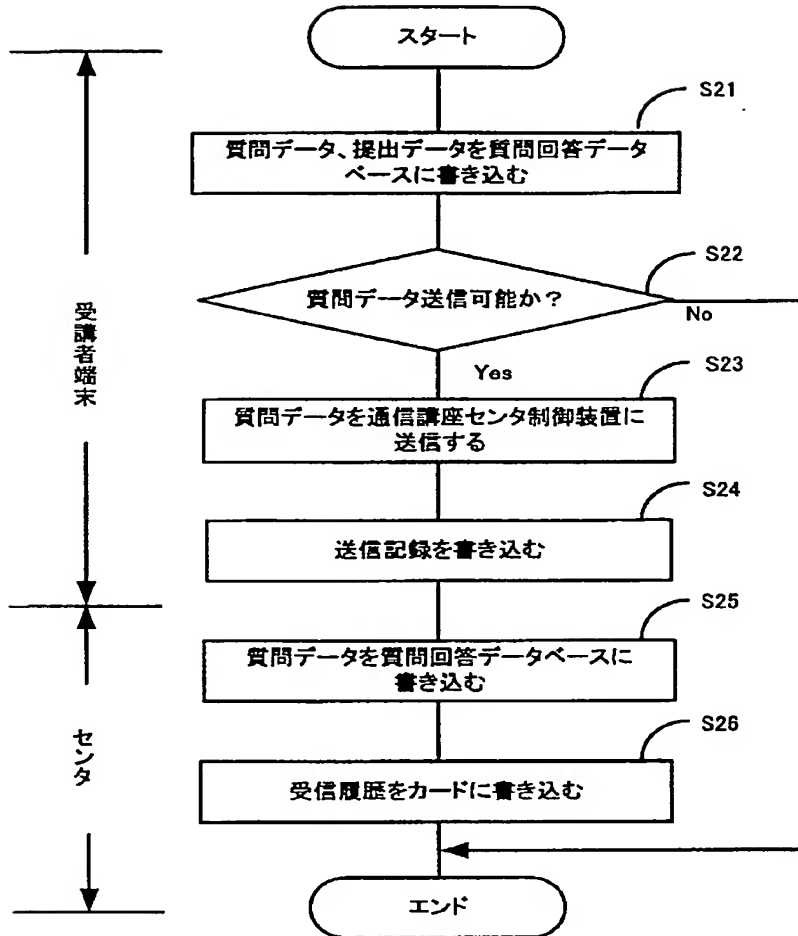 スタート
S21
質問データ、提出データを質問回答データ
ベースに書き込む
S22
質問データ送信可能か?
No
Yes
S23
質問データを通信講座センタ制御装置に
送信する
S24
送信記録を書き込む
S25
質問データを質問回答データベースに
書き込む
S26
受信履歴をカードに書き込む
エンド
受講者端末
センタ